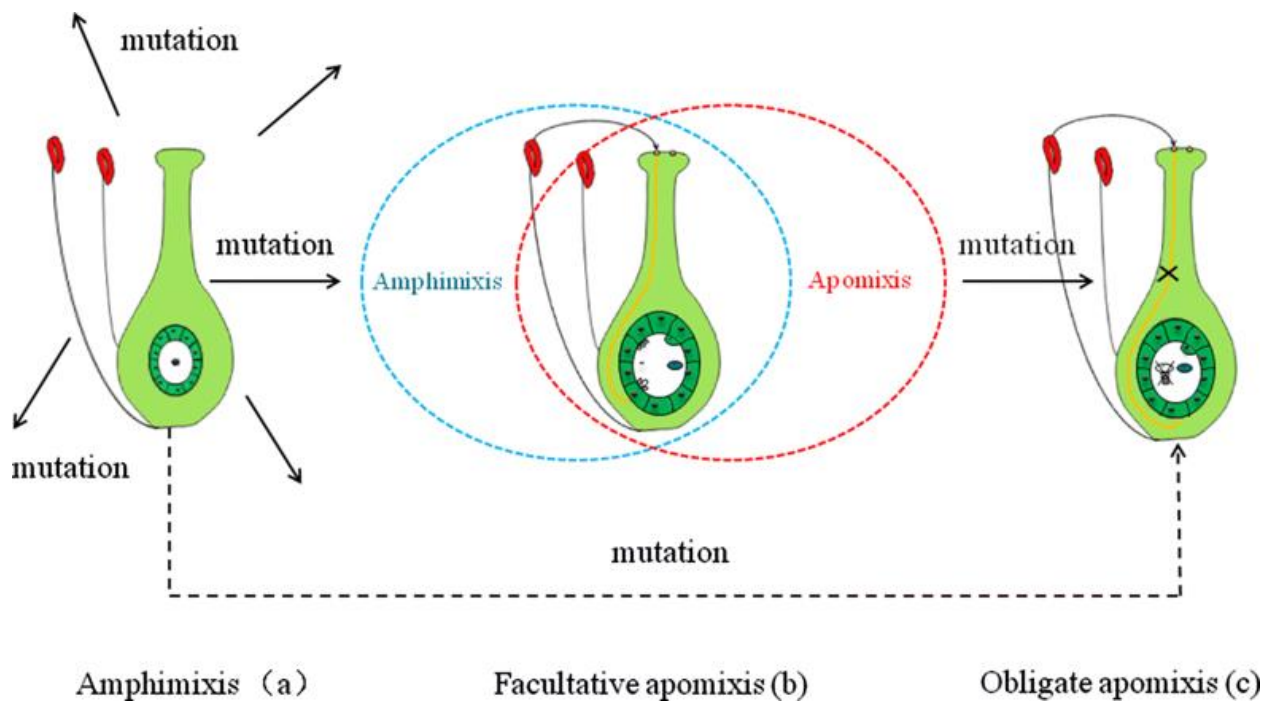 mutation
mutation
Amphimixis
Apomixis
mutation
mutation
mutation
Amphimixis （a）
Facultative apomixis (b)
Obligate apomixis (c)